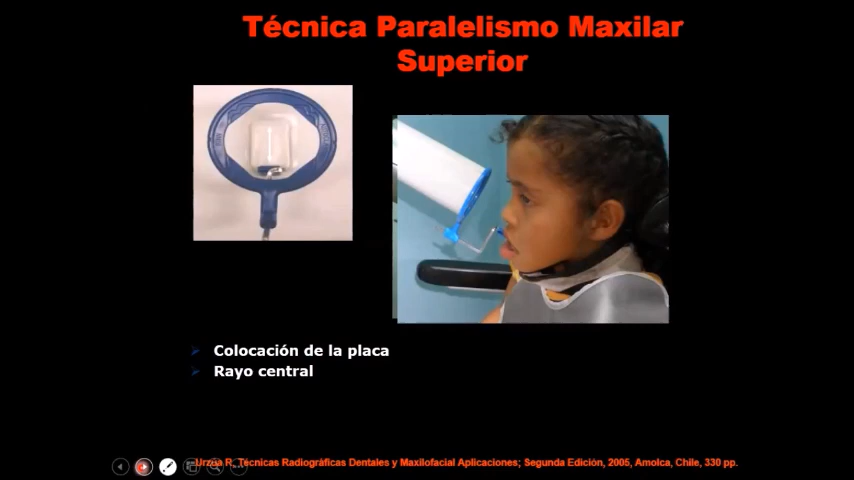 Técnica Paralelismo Maxilar
Superior
Colocación de la placa
Rayo central
Urzúa R, Técnicas Radiográficas Dentales y Maxilofacial Aplicaciones; Segunda Edición, 2005, Amolca, Chile, 330 pp.